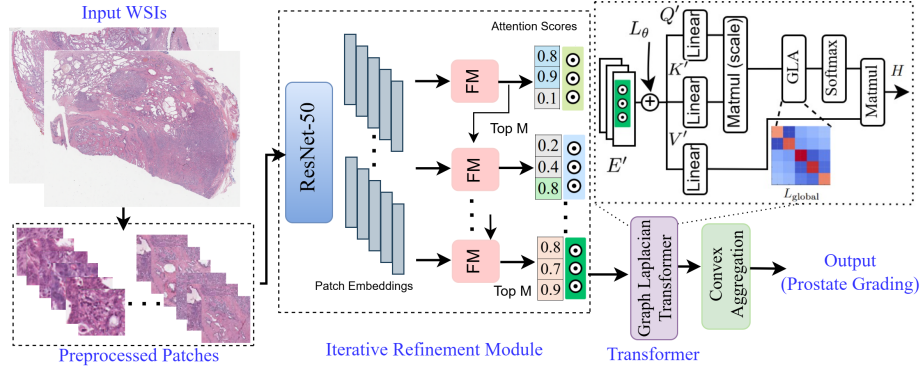 Input WSIs
Preprocessed Patches
ResNet-50
Patch Embeddings
Iterative Refinement Module
Attention Scores
FM
0.8
0.9
0.1
Top M
FM
0.2
0.4
0.8
FM
Top M
0.8
0.7
0.9
E′
L_θ
Q′
K′
V′
Linear
Linear
Linear
Matmul (scale)
GLA
Softmax
Matmul
H
L_global
Graph Laplacian
Transformer
Transformer
Convex
Aggregation
Output
(Prostate Grading)